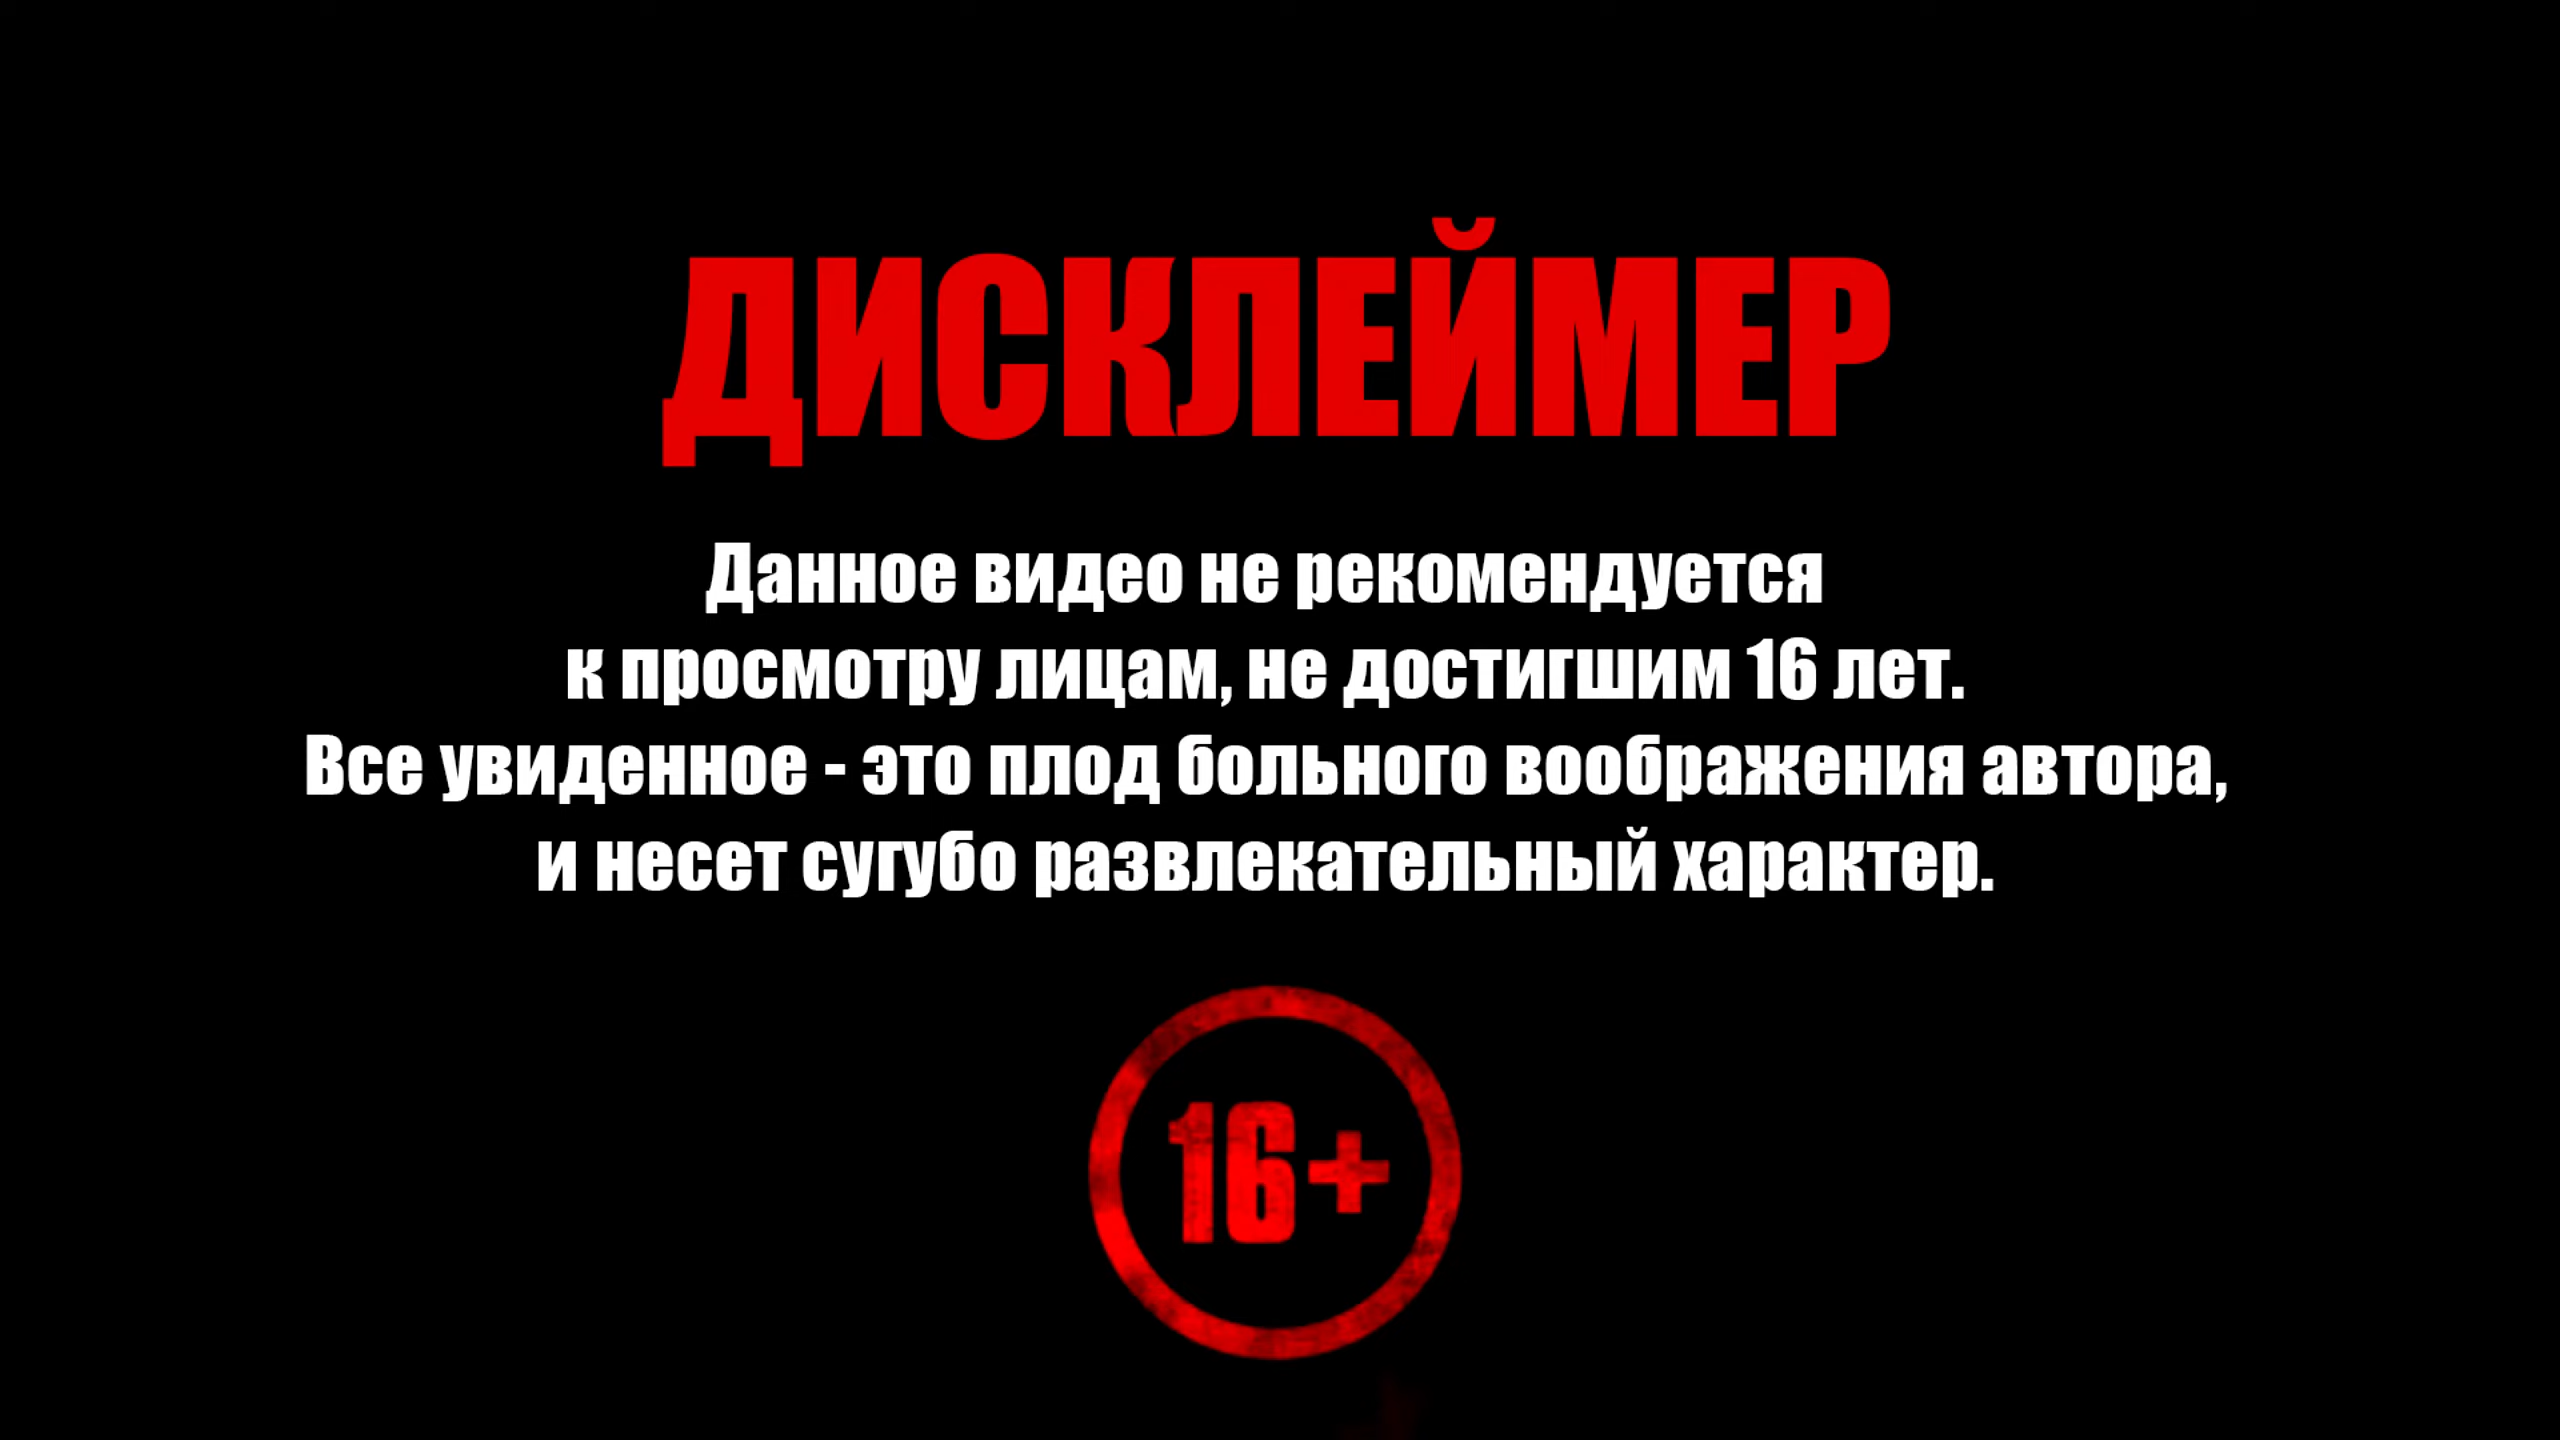 ДИСКЛЕЙМЕР
Данное видео не рекомендуется
к просмотру лицам, не достигшим 16 лет.
Все увиденное - это плод больного воображения автора,
и несет сугубо развлекательный характер.
16+